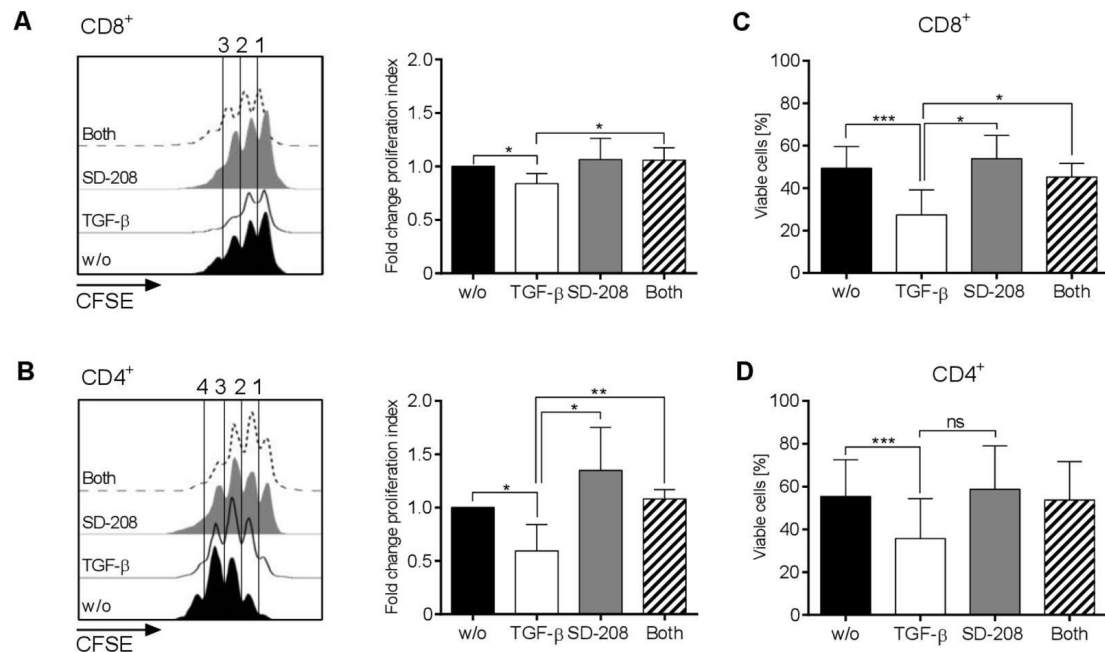 A
CD8+
3 2 1
Both
SD-208
TGF-β
w/o
CFSE
Fold change proliferation index
2.0
1.5
1.0
0.5
0
*
*
w/o TGF-β SD-208 Both
C
CD8+
Viable cells [%]
100
80
60
40
20
0
***
*
*
w/o TGF-β SD-208 Both
B
CD4+
4 3 2 1
Both
SD-208
TGF-β
w/o
CFSE
Fold change proliferation index
2.0
1.5
1.0
0.5
0
**
*
*
w/o TGF-β SD-208 Both
D
CD4+
Viable cells [%]
100
80
60
40
20
0
***
ns
w/o TGF-β SD-208 Both